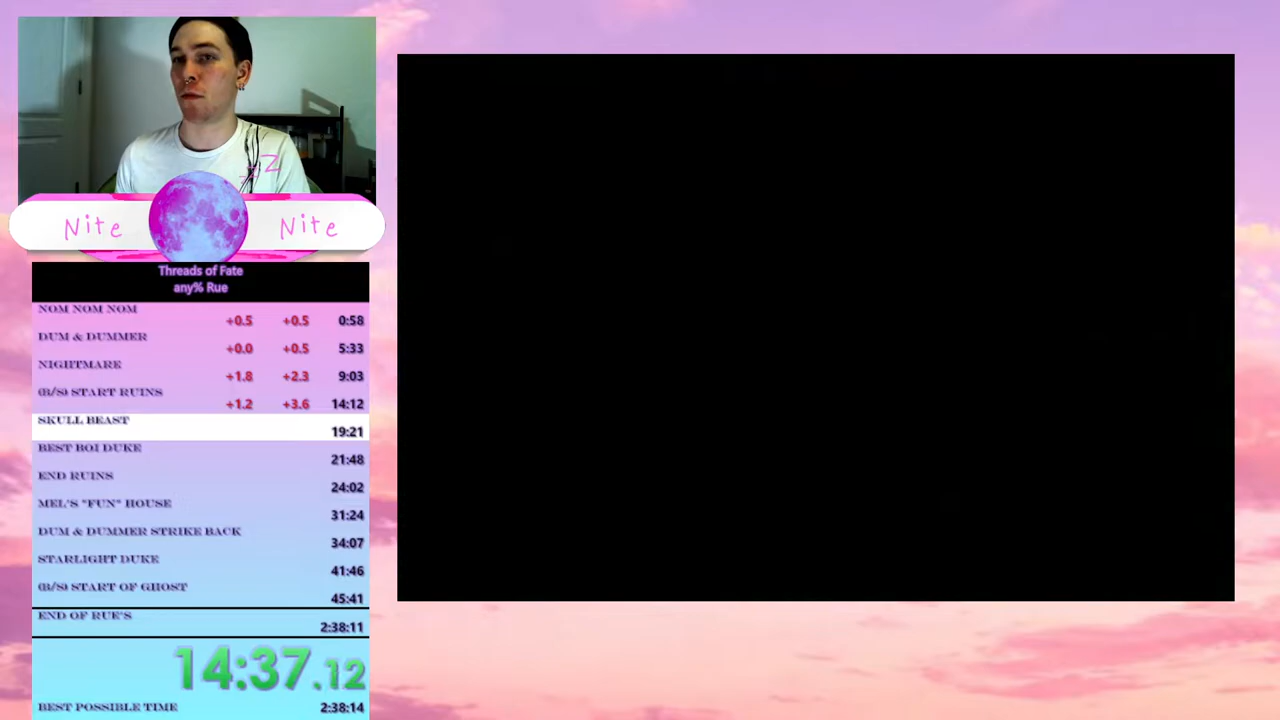 zZ
Nite Nite
Threads of Fate
any% Rue
NOM NOM NOM +0.5 +0.5 0:58
DUM & DUMMER +0.0 +0.5 5:33
NIGHTMARE +1.8 +2.3 9:03
(B/S) START RUINS +1.2 +3.6 14:12
SKULL BEAST 19:21
BEST BOI DUKE 21:48
END RUINS 24:02
MEL'S "FUN" HOUSE 31:24
DUM & DUMMER STRIKE BACK 34:07
STARLIGHT DUKE 41:46
(B/S) START OF GHOST 45:41
END OF RUE'S 2:38:11
14:37.12
BEST POSSIBLE TIME 2:38:14